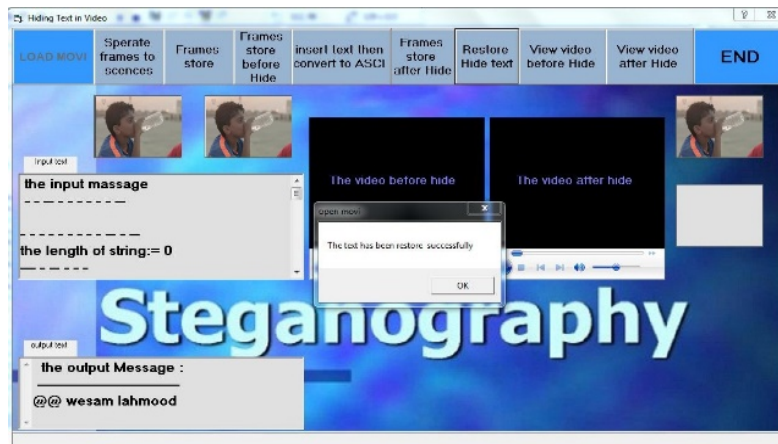 Hiding Text in Video
LOAD MOVI
Sperate
frames to
scences
Frames
store
Frames
store
before
Hide
insert text then
convert to ASCI
Frames
store
after Hide
Restore
Hide text
View video
before Hide
View video
after Hide
END
Input text
the input massage
the length of string:= 0
The video before hide
The video after hide
open movi
The text has been restore successfully
OK
Steganography
output text
the output Message :
@@ wesam lahmood